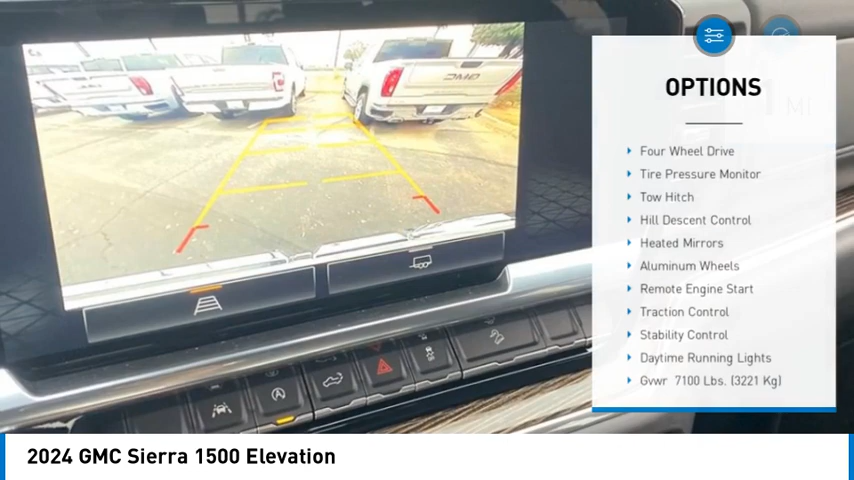 OPTIONS
Four Wheel Drive
Tire Pressure Monitor
Tow Hitch
Hill Descent Control
Heated Mirrors
Aluminum Wheels
Remote Engine Start
Traction Control
Stability Control
Daytime Running Lights
Gvwr 7100 Lbs. (3221 Kg)
GMC
2024 GMC Sierra 1500 Elevation